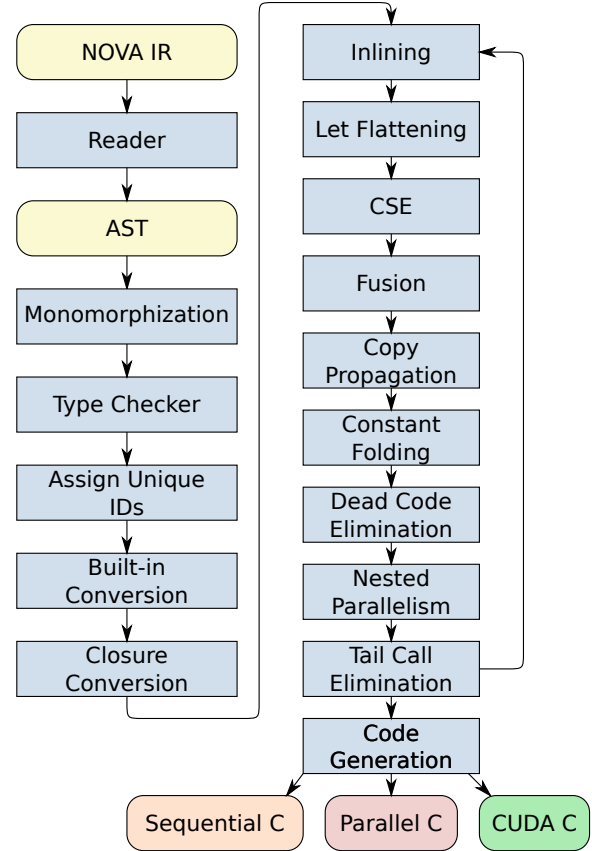 NOVA IR
Reader
AST
Monomorphization
Type Checker
Assign Unique
IDs
Built-in
Conversion
Closure
Conversion
Inlining
Let Flattening
CSE
Fusion
Copy
Propagation
Constant
Folding
Dead Code
Elimination
Nested
Parallelism
Tail Call
Elimination
Code
Generation
Sequential C
Parallel C
CUDA C